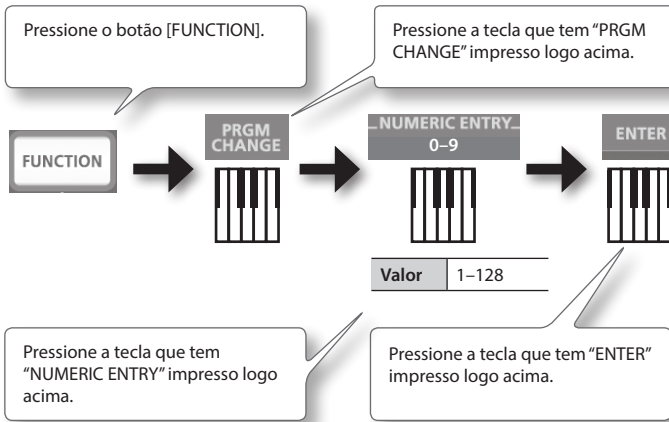 Pressione o botão [FUNCTION].
Pressione a tecla que tem “PRGM
CHANGE” impresso logo acima.
FUNCTION
PRGM
CHANGE
NUMERIC ENTRY
0–9
ENTER
Valor 1–128
Pressione a tecla que tem
“NUMERIC ENTRY” impresso logo
acima.
Pressione a tecla que tem “ENTER”
impresso logo acima.